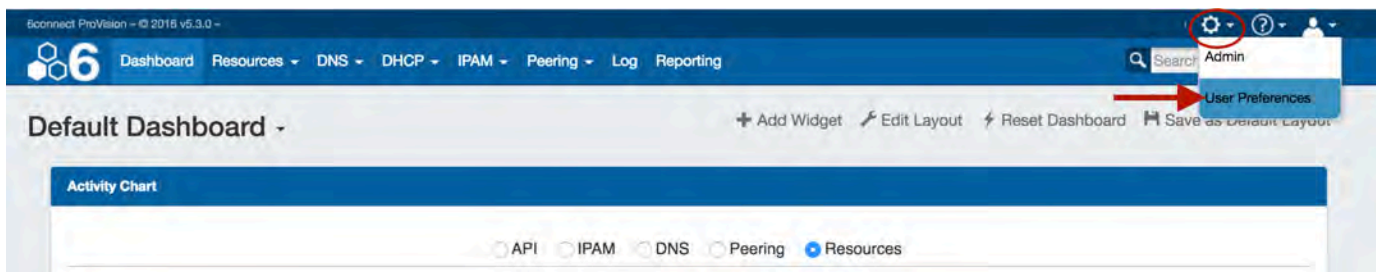 6connect ProVision – © 2016 v5.3.0 –
6 Dashboard Resources DNS DHCP IPAM Peering Log Reporting Search
Admin
User Preferences
Default Dashboard
Add Widget Edit Layout Reset Dashboard Save as Default Layout
Activity Chart
API IPAM DNS Peering Resources